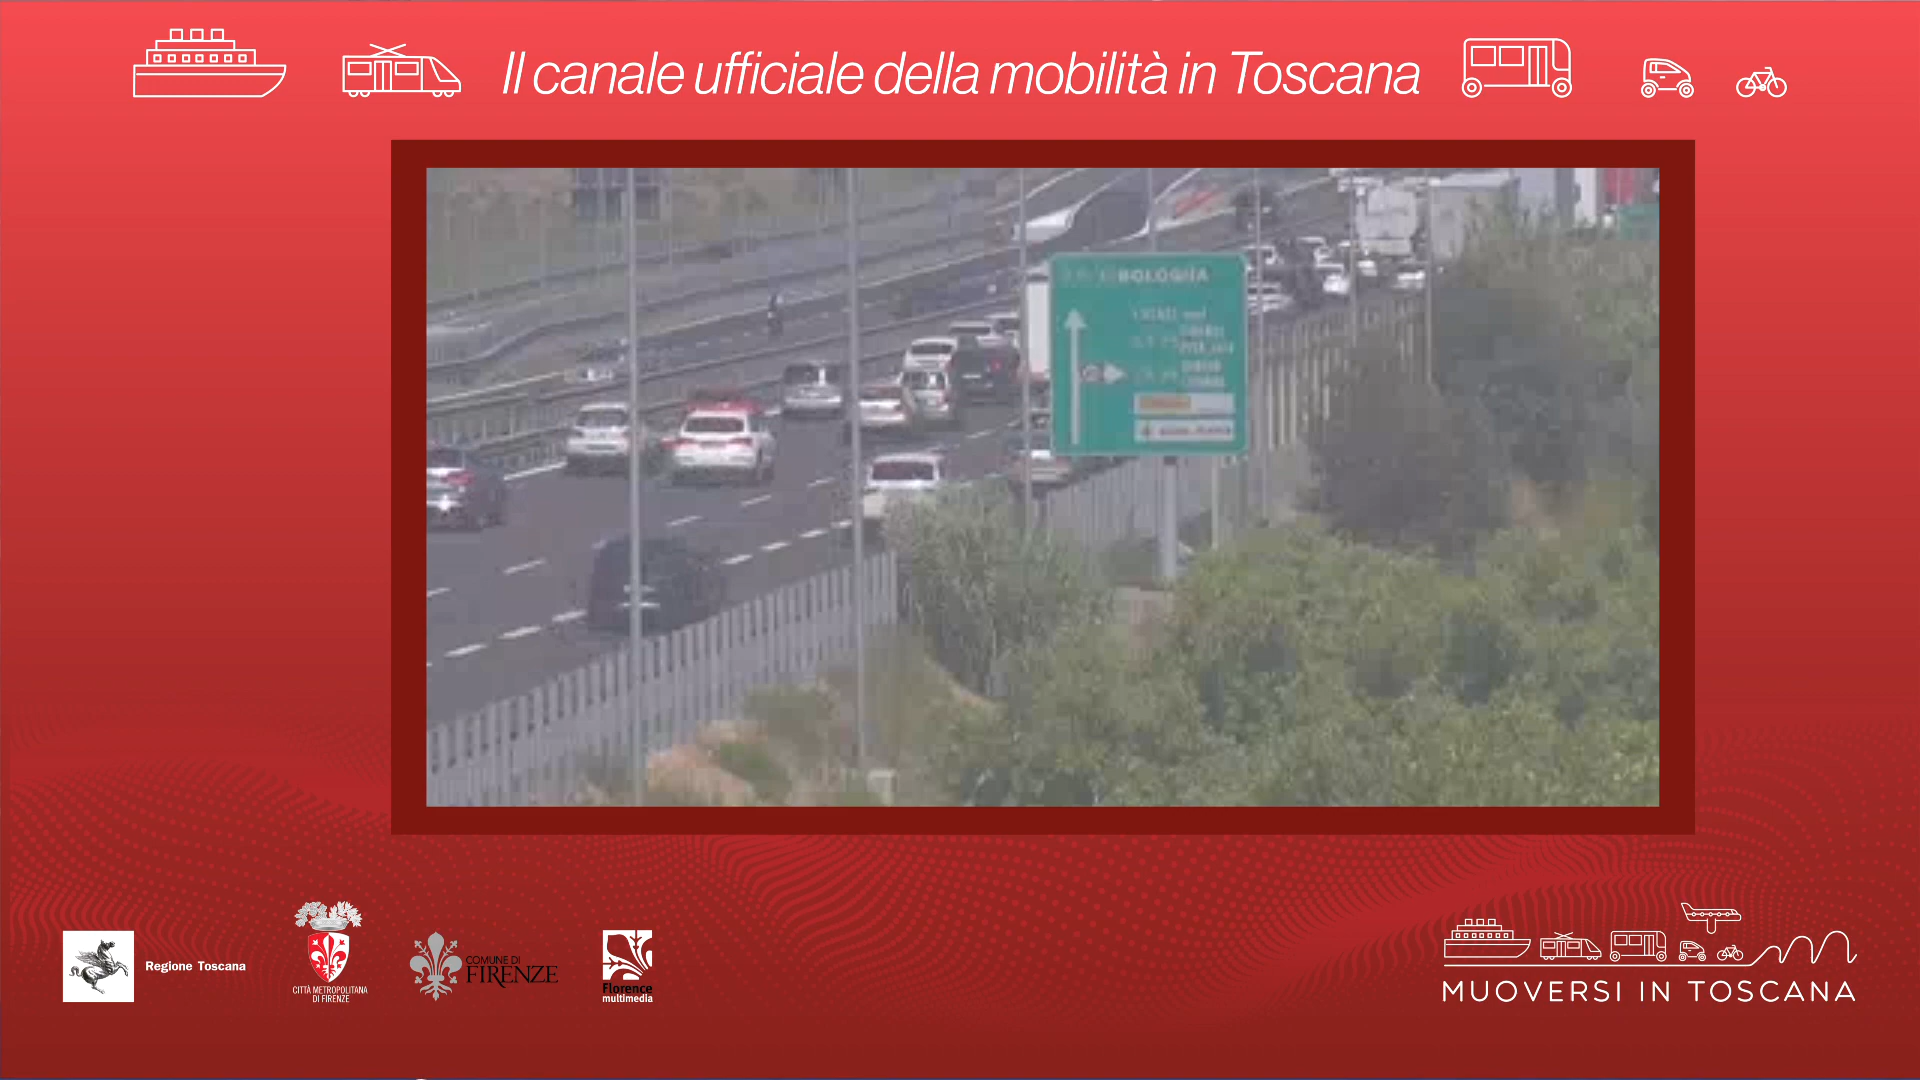 Il canale ufficiale della mobilità in Toscana
BOLOGNA
Regione Toscana
CITTÀ METROPOLITANA
DI FIRENZE
COMUNE DI
FIRENZE
Florence
multimedia
MUOVERSI IN TOSCANA